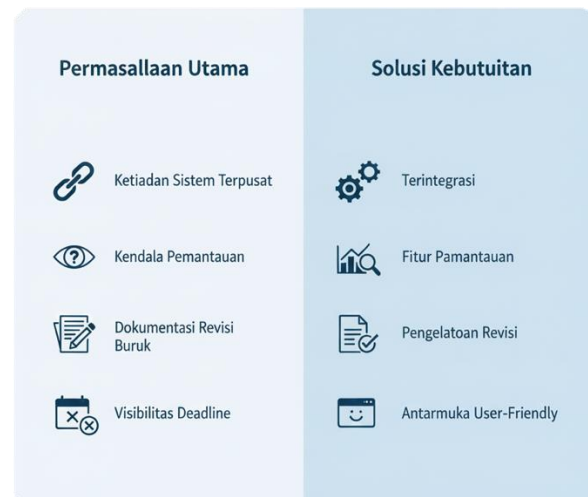 Permasallaan Utama
Ketiadan Sistem Terpusat
Kendala Pemantauan
Dokumentasi Revisi
Buruk
Visibilitas Deadline
Solusi Kebutuitan
Terintegrasi
Fitur Pamantauan
Pengelatoan Revisi
Antarmuka User-Friendly